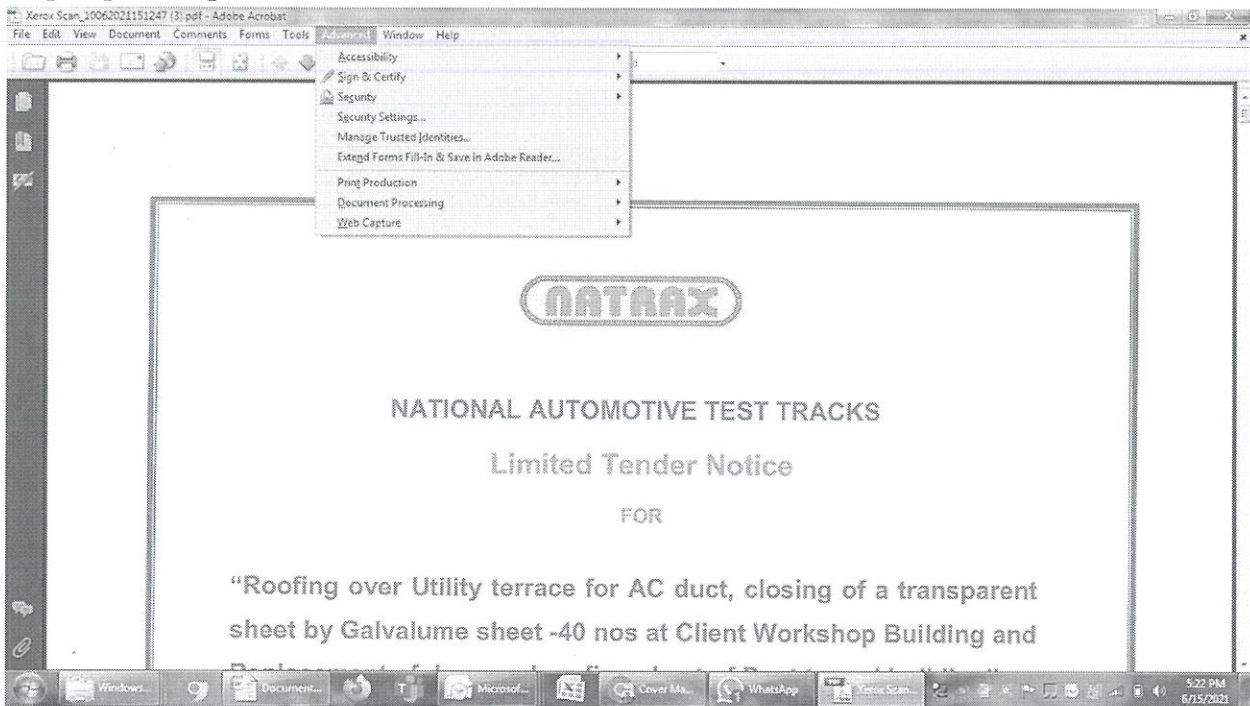 Xerox Scan_10062021151247 (3).pdf - Adobe Acrobat
File Edit View Document Comments Forms Tools Advanced Window Help
Accessibility
Sign & Certify
Security
Security Settings...
Manage Trusted Identities...
Extend Forms Fill-In & Save in Adobe Reader...
Print Production
Document Processing
Web Capture
NATRAX
NATIONAL AUTOMOTIVE TEST TRACKS
Limited Tender Notice
FOR
“Roofing over Utility terrace for AC duct, closing of a transparent
sheet by Galvalume sheet -40 nos at Client Workshop Building and
Windows... Document... Microsof... Cover Ma... WhatsApp Xerox Scan... 5:22 PM
6/15/2021